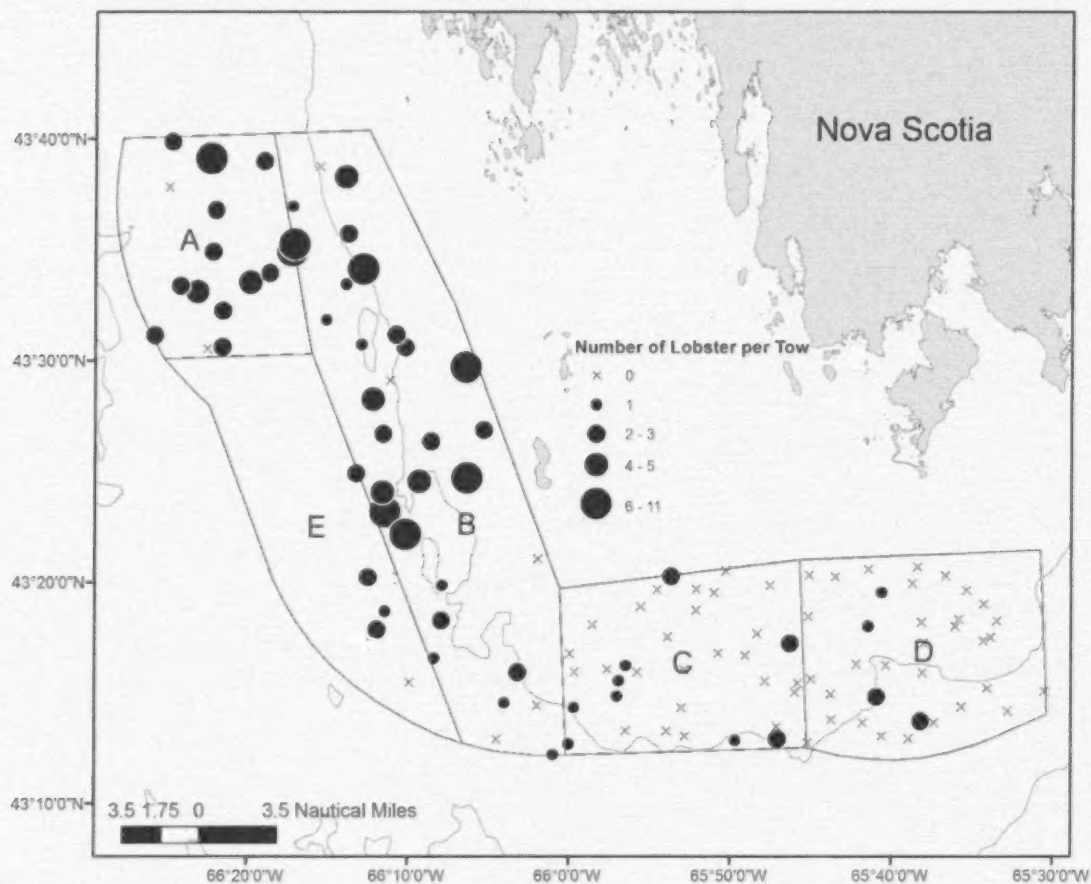 Nova Scotia
43°40'0"N
A
43°30'0"N
Number of Lobster per Tow
0
1
2 - 3
4 - 5
6 - 11
E
B
43°20'0"N
C
D
43°10'0"N
3.5 1.75 0 3.5 Nautical Miles
66°20'0"W 66°10'0"W 66°00'0"W 65°50'0"W 65°40'0"W 65°30'0"W